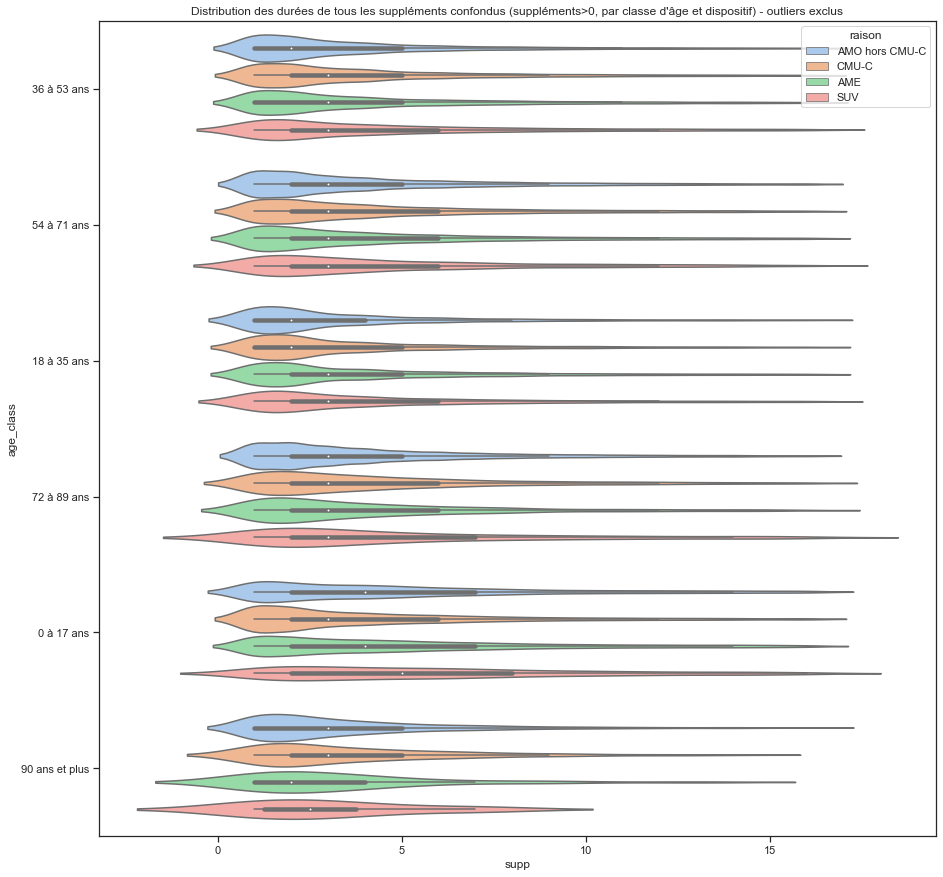 Distribution des durées de tous les suppléments confondus (suppléments>0, par classe d'âge et dispositif) - outliers exclus
raison
AMO hors CMU-C
CMU-C
AME
SUV
36 à 53 ans
54 à 71 ans
18 à 35 ans
72 à 89 ans
0 à 17 ans
90 ans et plus
age_class
0 5 10 15
supp